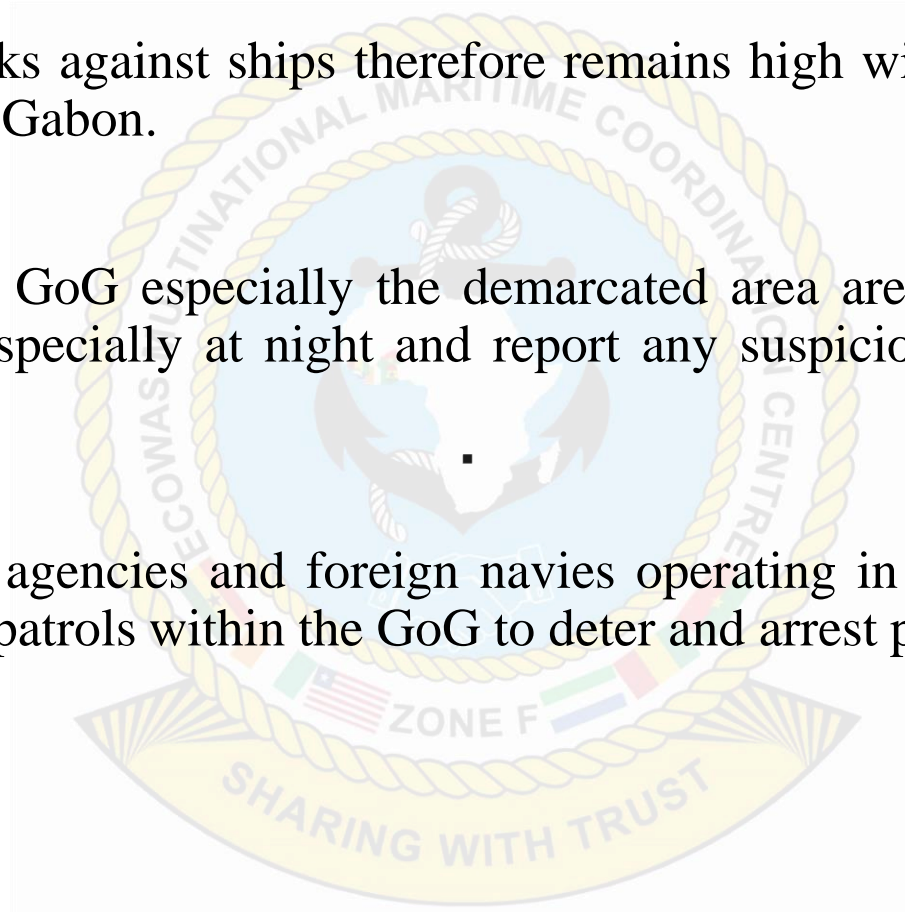 ks against ships therefore remains high wi
Gabon.
GoG especially the demarcated area are
specially at night and report any suspicio
.
agencies and foreign navies operating in
patrols within the GoG to deter and arrest p
ECOWAS MULTINATIONAL MARITIME COORDINATION CENTRE
ZONE F
SHARING WITH TRUST